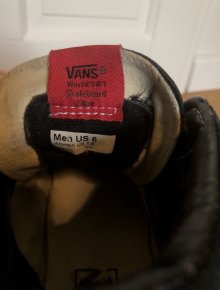 VANS
World's #1
Skateboard
Shoe
Men US 6